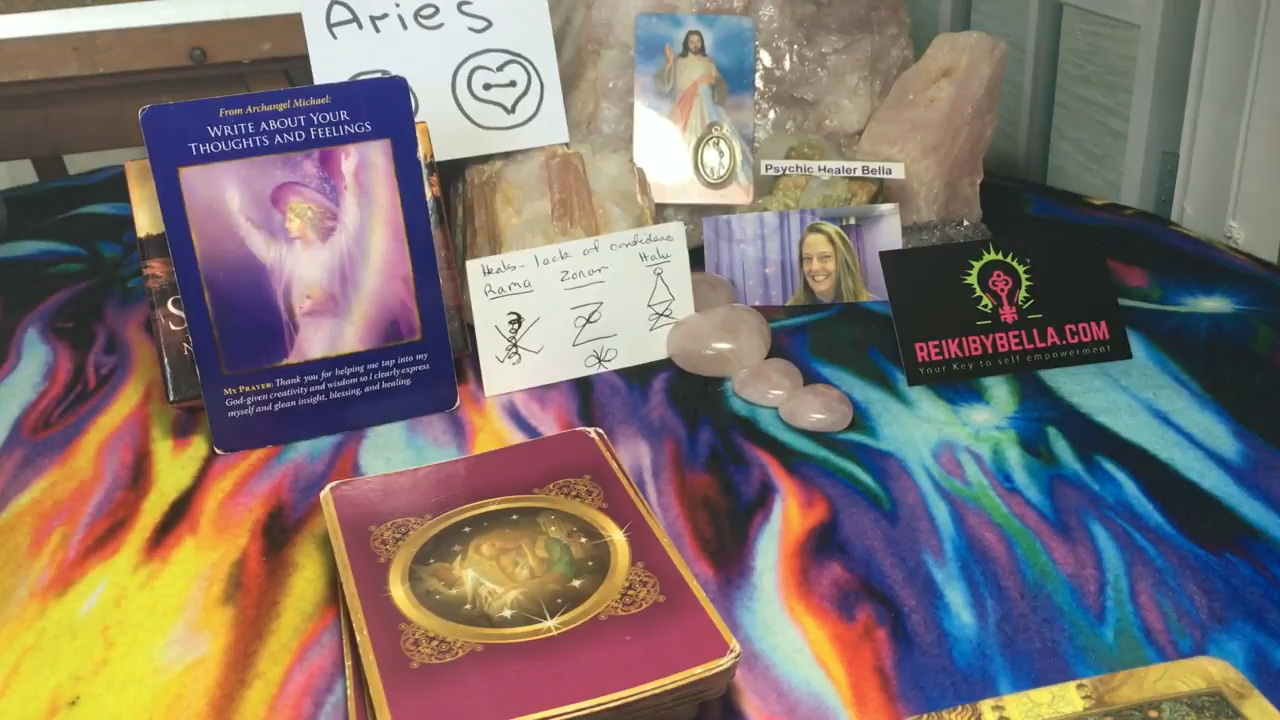 Aries
From Archangel Michael:
WRITE ABOUT YOUR
THOUGHTS AND FEELINGS
MY PRAYER: Thank you for helping me tap into my
God-given creativity and wisdom so I clearly express
myself and glean insight, blessing, and healing.
Heals - lack of confidence
Rama Zonar Halu
Psychic Healer Bella
REIKIBYBELLA.COM
Your Key to self empowerment